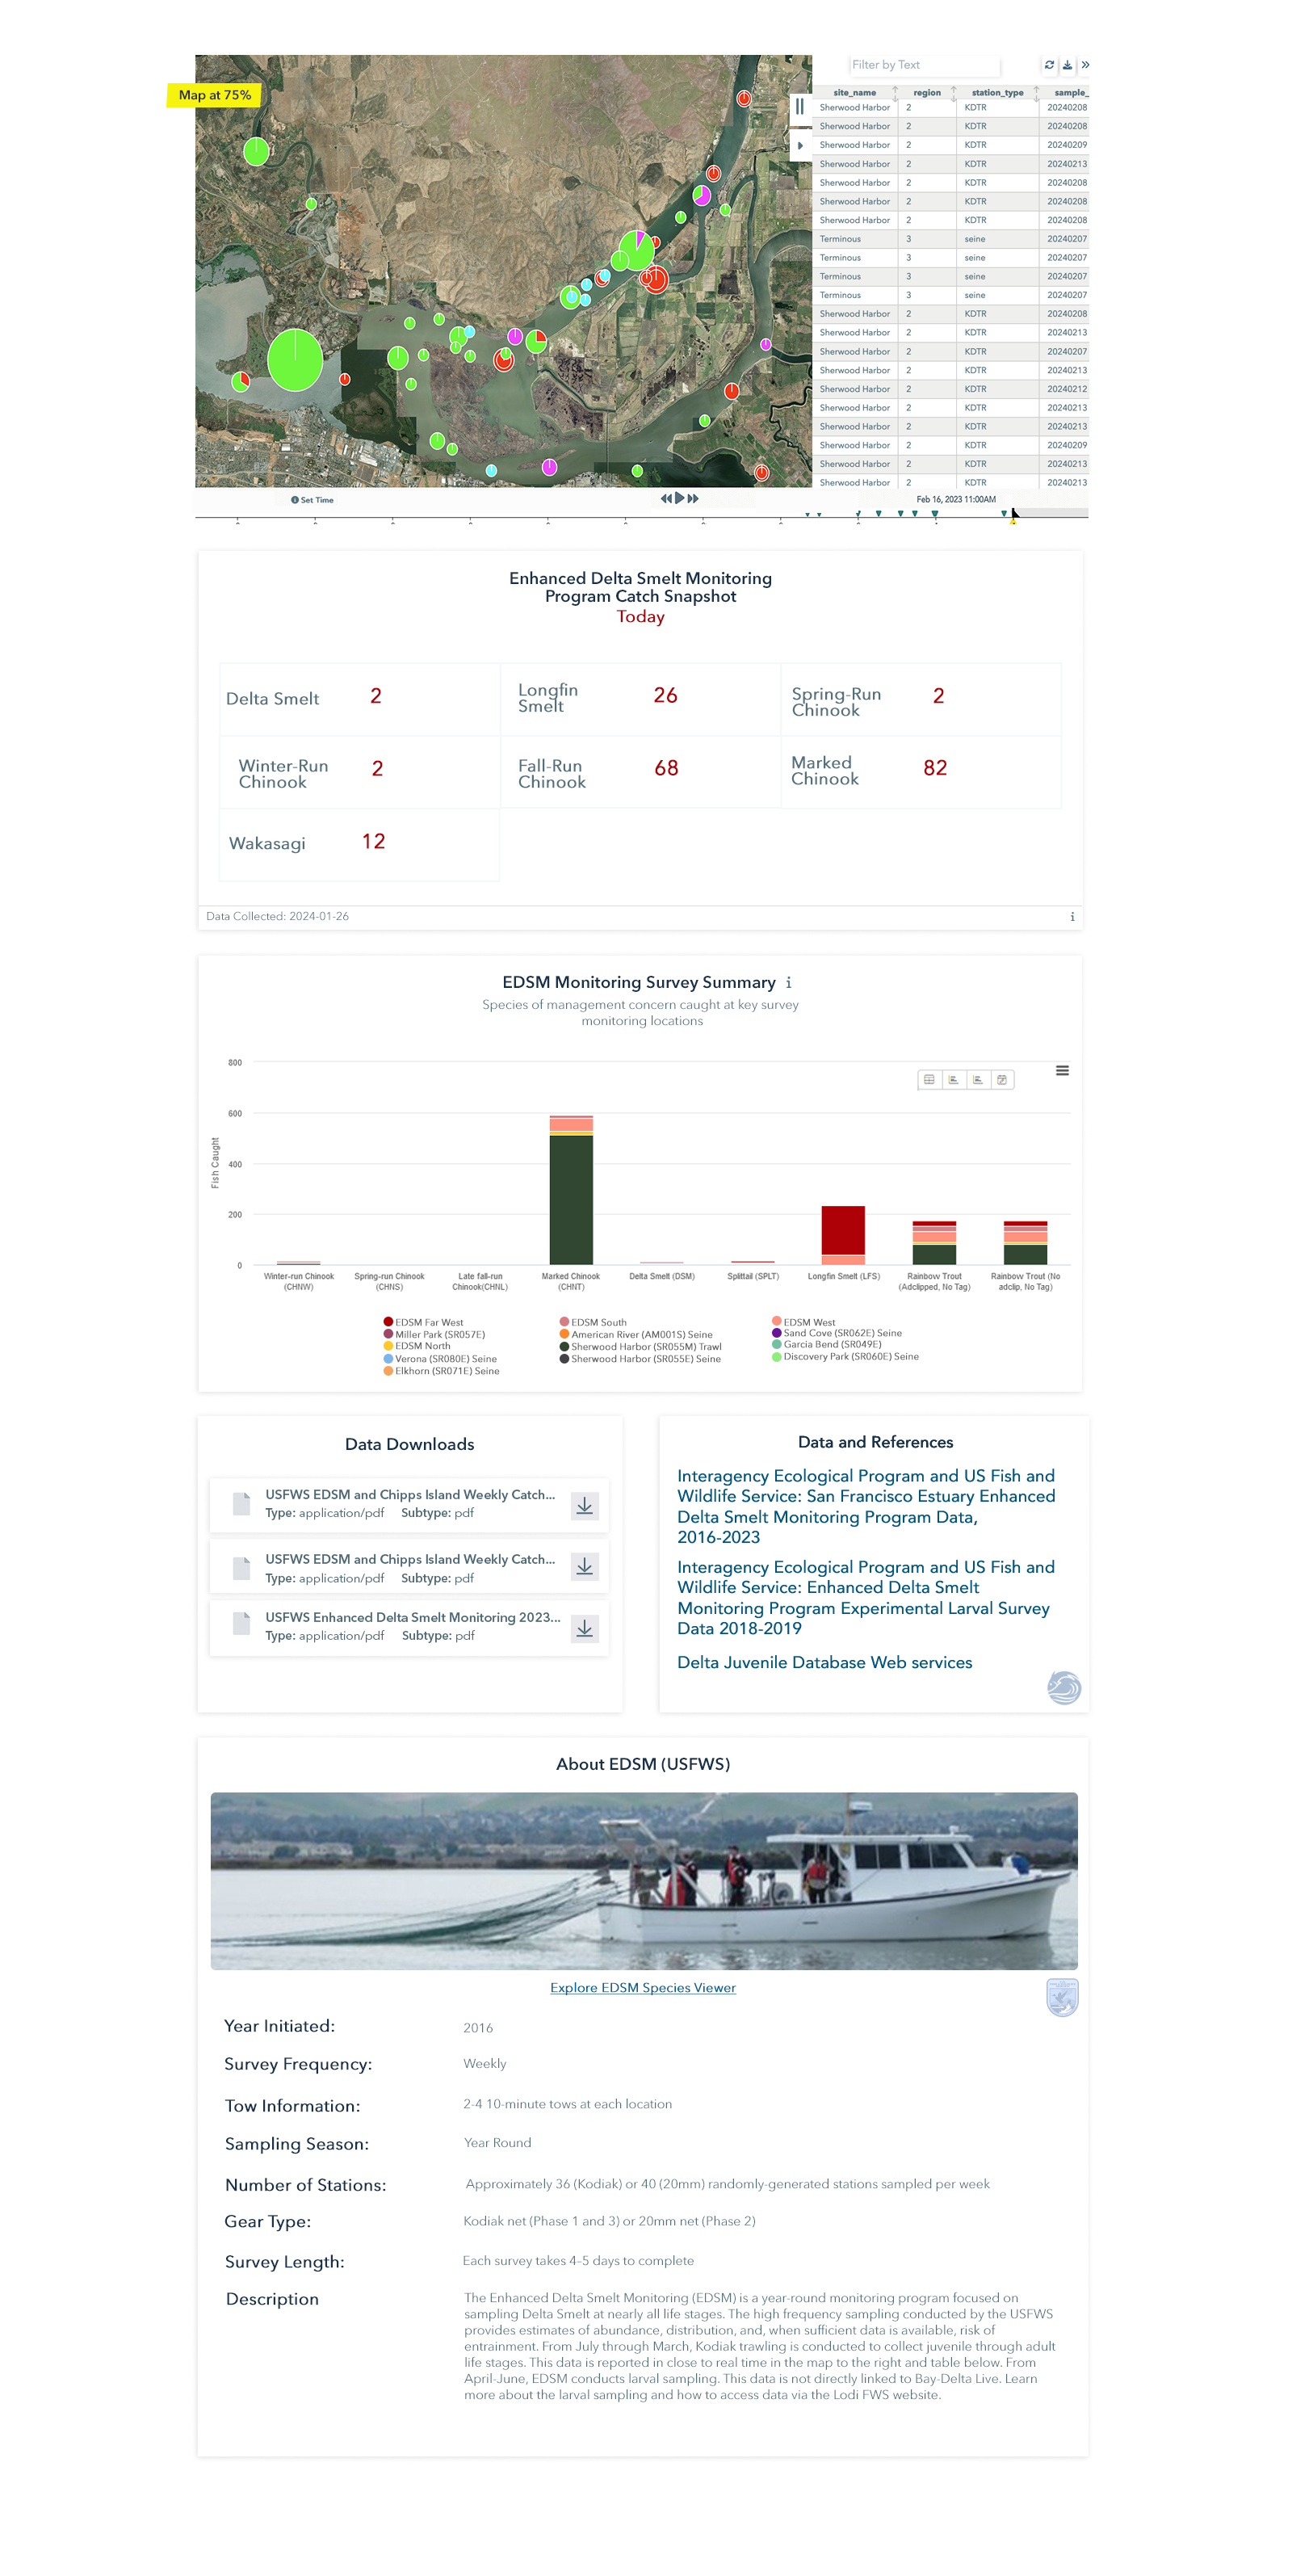 Map at 75%
Filter by Text
site_name region station_type sample_
Sherwood Harbor 2 KDTR 20240208
Sherwood Harbor 2 KDTR 20240208
Sherwood Harbor 2 KDTR 20240209
Sherwood Harbor 2 KDTR 20240213
Sherwood Harbor 2 KDTR 20240208
Sherwood Harbor 2 KDTR 20240208
Sherwood Harbor 2 KDTR 20240208
Terminous 3 seine 20240207
Terminous 3 seine 20240207
Terminous 3 seine 20240207
Terminous 3 seine 20240207
Sherwood Harbor 2 KDTR 20240208
Sherwood Harbor 2 KDTR 20240213
Sherwood Harbor 2 KDTR 20240207
Sherwood Harbor 2 KDTR 20240213
Sherwood Harbor 2 KDTR 20240212
Sherwood Harbor 2 KDTR 20240213
Sherwood Harbor 2 KDTR 20240213
Sherwood Harbor 2 KDTR 20240209
Sherwood Harbor 2 KDTR 20240213
Sherwood Harbor 2 KDTR 20240213
Set Time
Feb 16, 2023 11:00AM
Enhanced Delta Smelt Monitoring
Program Catch Snapshot
Today
Delta Smelt 2
Longfin
Smelt 26
Spring-Run
Chinook 2
Winter-Run
Chinook 2
Fall-Run
Chinook 68
Marked
Chinook 82
Wakasagi 12
Data Collected: 2024-01-26
EDSM Monitoring Survey Summary
Species of management concern caught at key survey
monitoring locations
Fish Caught
800
600
400
200
0
Winter-run Chinook
(CHNW)
Spring-run Chinook
(CHNS)
Late fall-run
Chinook(CHNL)
Marked Chinook
(CHNT)
Delta Smelt (DSM)
Splittail (SPLT)
Longfin Smelt (LFS)
Rainbow Trout
(Adclipped, No Tag)
Rainbow Trout (No
adclip, No Tag)
EDSM Far West
Miller Park (SR057E)
EDSM North
Verona (SR080E) Seine
Elkhorn (SR071E) Seine
EDSM South
American River (AM001S) Seine
Sherwood Harbor (SR055M) Trawl
Sherwood Harbor (SR055E) Seine
EDSM West
Sand Cove (SR062E) Seine
Garcia Bend (SR049E)
Discovery Park (SR060E) Seine
Data Downloads
USFWS EDSM and Chipps Island Weekly Catch...
Type: application/pdf Subtype: pdf
USFWS EDSM and Chipps Island Weekly Catch...
Type: application/pdf Subtype: pdf
USFWS Enhanced Delta Smelt Monitoring 2023...
Type: application/pdf Subtype: pdf
Data and References
Interagency Ecological Program and US Fish and
Wildlife Service: San Francisco Estuary Enhanced
Delta Smelt Monitoring Program Data,
2016-2023
Interagency Ecological Program and US Fish and
Wildlife Service: Enhanced Delta Smelt
Monitoring Program Experimental Larval Survey
Data 2018-2019
Delta Juvenile Database Web services
About EDSM (USFWS)
Explore EDSM Species Viewer
Year Initiated: 2016
Survey Frequency: Weekly
Tow Information: 2-4 10-minute tows at each location
Sampling Season: Year Round
Number of Stations: Approximately 36 (Kodiak) or 40 (20mm) randomly-generated stations sampled per week
Gear Type: Kodiak net (Phase 1 and 3) or 20mm net (Phase 2)
Survey Length: Each survey takes 4-5 days to complete
Description
The Enhanced Delta Smelt Monitoring (EDSM) is a year-round monitoring program focused on
sampling Delta Smelt at nearly all life stages. The high frequency sampling conducted by the USFWS
provides estimates of abundance, distribution, and, when sufficient data is available, risk of
entrainment. From July through March, Kodiak trawling is conducted to collect juvenile through adult
life stages. This data is reported in close to real time in the map to the right and table below. From
April-June, EDSM conducts larval sampling. This data is not directly linked to Bay-Delta Live. Learn
more about the larval sampling and how to access data via the Lodi FWS website.